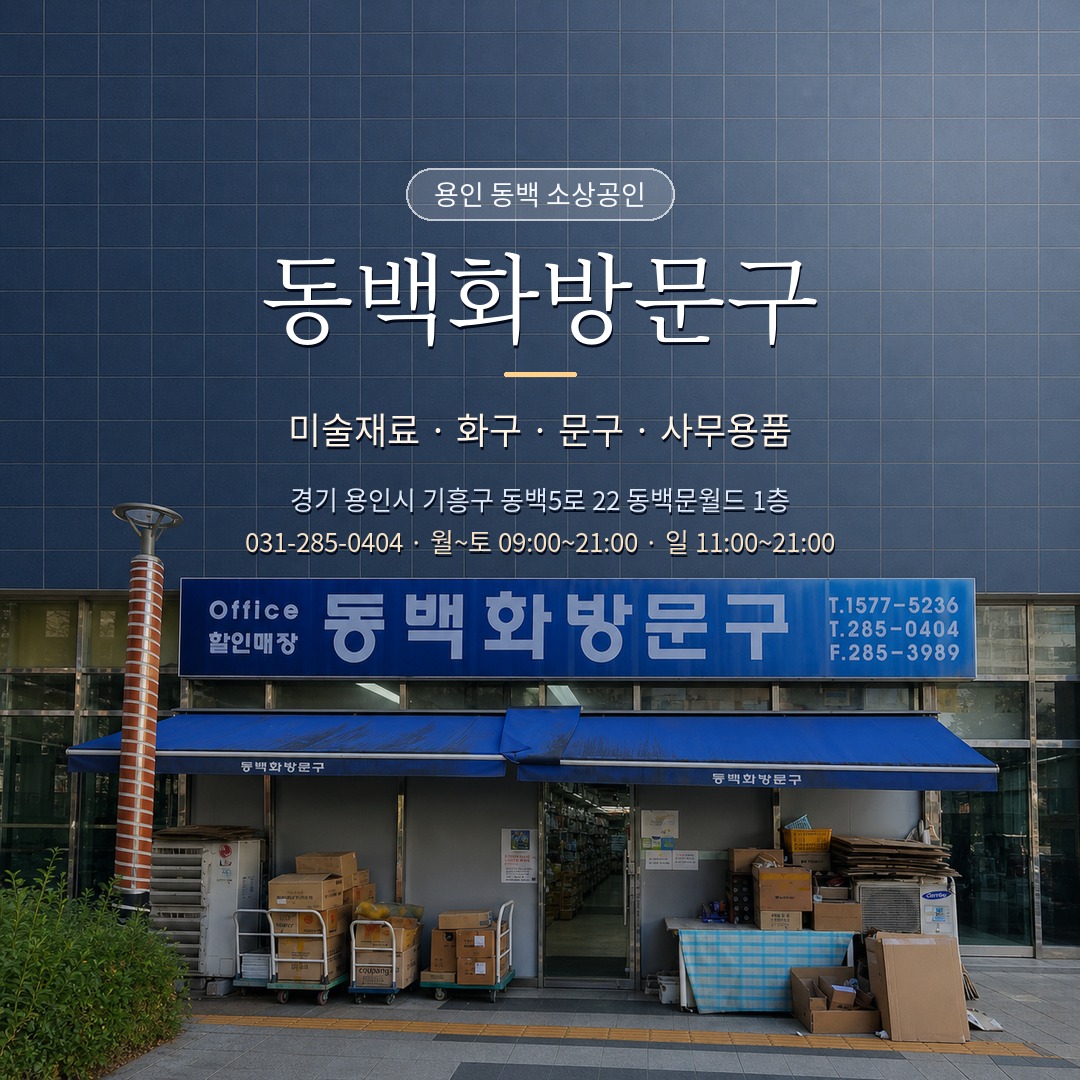 용인 동백 소상공인
동백화방문구
미술재료 · 화구 · 문구 · 사무용품
경기 용인시 기흥구 동백5로 22 동백문월드 1층
031-285-0404 · 월~토 09:00~21:00 · 일 11:00~21:00
Office
할인매장
동백화방문구
T.1577-5236
T.285-0404
F.285-3989
동백화방문구
동백화방문구
coupang
Carrier